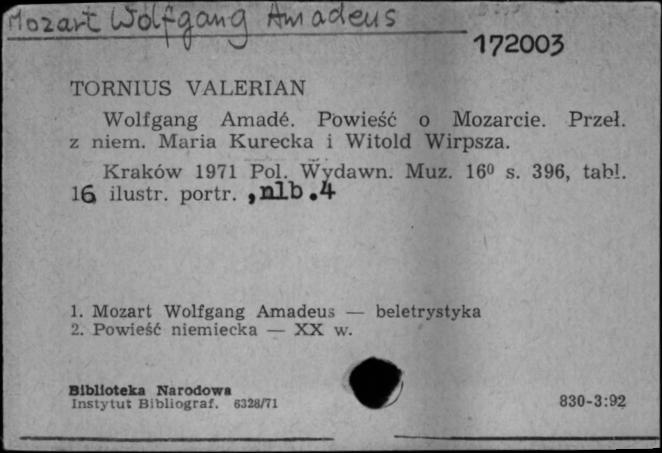 Mozart Wolfgang Amadeus
172003
TORNIUS VALERIAN
Wolfgang Amadé. Powieść o Mozarcie. Przeł.
z niem. Maria Kurecka i Witold Wirpsza.
Kraków 1971 Pol. Wydawn. Muz. 16⁰ s. 396, tabl.
16 ilustr. portr. , nlb. 4
1. Mozart Wolfgang Amadeus — beletrystyka
2. Powieść niemiecka — XX w.
Biblioteka Narodowa
Instytut Bibliograf. 6328/71
830-3:92